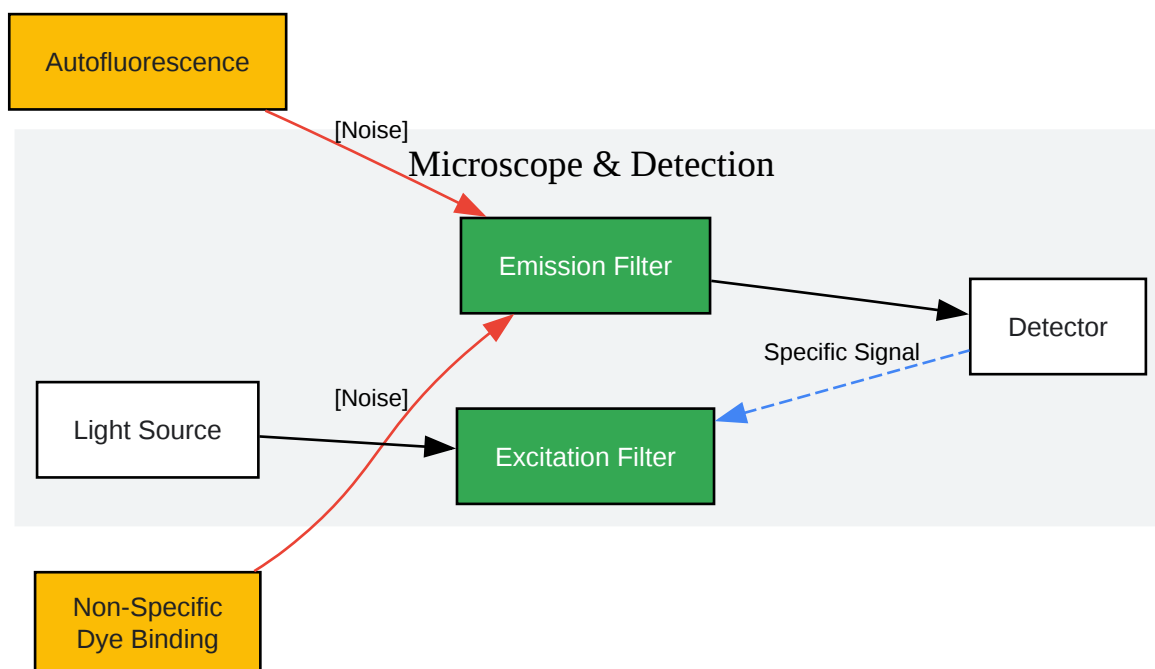 Autofluorescence
[Noise]
Microscope & Detection
Emission Filter
Detector
Specific Signal
[Noise]
Light Source
Excitation Filter
Non-Specific
Dye Binding